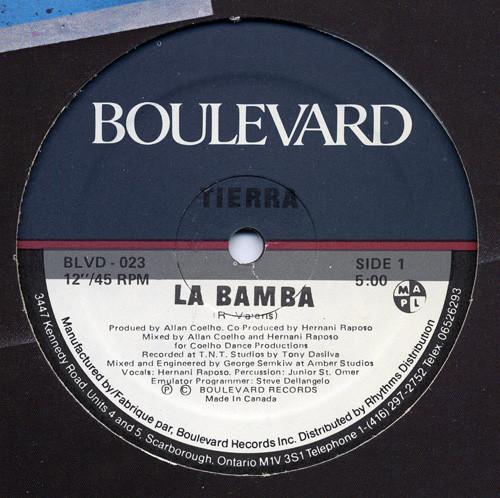 BOULEVARD
TIERRA
BLVD - 023
12"/45 RPM
SIDE 1
5:00
MAPL
LA BAMBA
(R. Valens)
Produed by Allan Coelho. Co-Produced by Hernani Raposo
Mixed by Allan Coelho and Hernani Raposo
for Coelho Dance Productions
Recorded at T.N.T. Studios by Tony Dasilva
Mixed and Engineered by George Semkiw at Amber Studios
Vocals: Hernani Raposo, Percussion: Junior St. Omer
Emulator Programmer: Steve Dellangelo
Ⓟ © BOULEVARD RECORDS
Made In Canada
Manufactured by/Fabrique par, Boulevard Records Inc. Distributed by Rhythms Distribution
3447 Kennedy Road, Units 4 and 5, Scarborough, Ontario M1V 3S1 Telephone 1-(416) 297-2752 Telex: 06526293